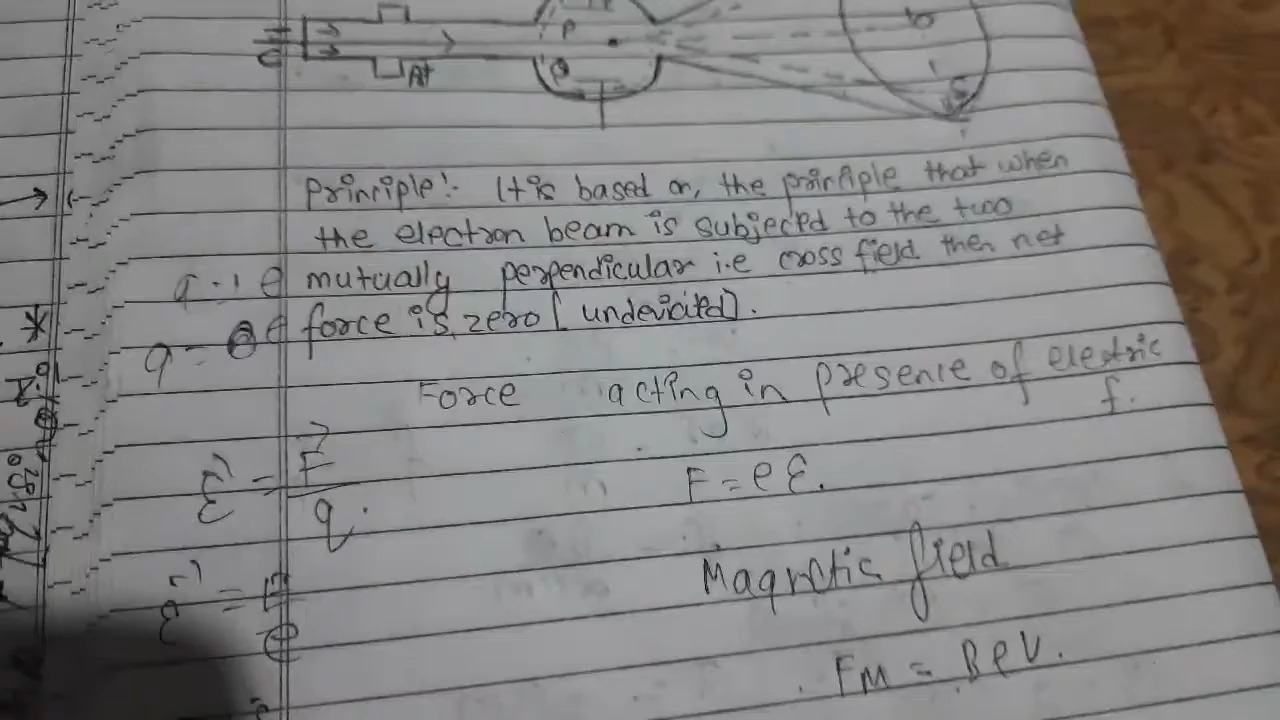 P
Q
At
Principle:- It is based on, the principle that when
the electron beam is subjected to the two
q = 1 e mutually perpendicular i.e cross field then net
q = e force is zero [undeviated].
Force acting in presence of electric
f.
E = F
q.
F = eE.
Magnetic field
E = F
e
FM = BeV.